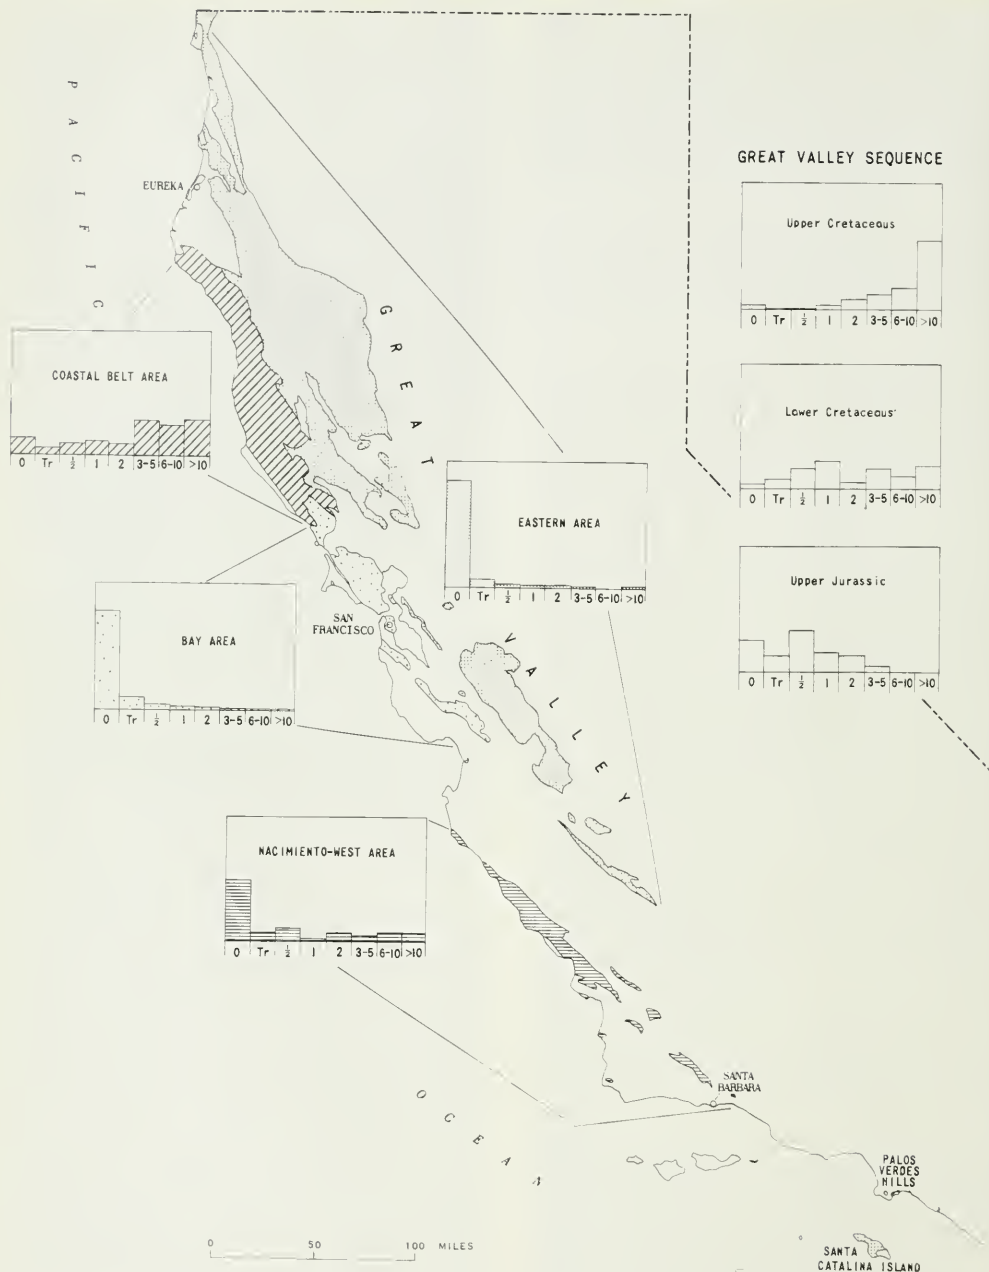 PACIFIC
EUREKA
GREAT VALLEY SEQUENCE
Upper Cretaceous
0 Tr ½ 1 2 3-5 6-10 >10
GREAT
COASTAL BELT AREA
0 Tr ½ 1 2 3-5 6-10 >10
Lower Cretaceous
0 Tr ½ 1 2 3-5 6-10 >10
EASTERN AREA
0 Tr ½ 1 2 3-5 6-10 >10
Upper Jurassic
0 Tr ½ 1 2 3-5 6-10 >10
SAN
FRANCISCO
BAY AREA
0 Tr ½ 1 2 3-5 6-10 >10
VALLEY
NACIMIENTO-WEST AREA
0 Tr ½ 1 2 3-5 6-10 >10
SANTA
BARBARA
OCEAN
PALOS
VERDES
HILLS
0 50 100 MILES
SANTA
CATALINA ISLAND